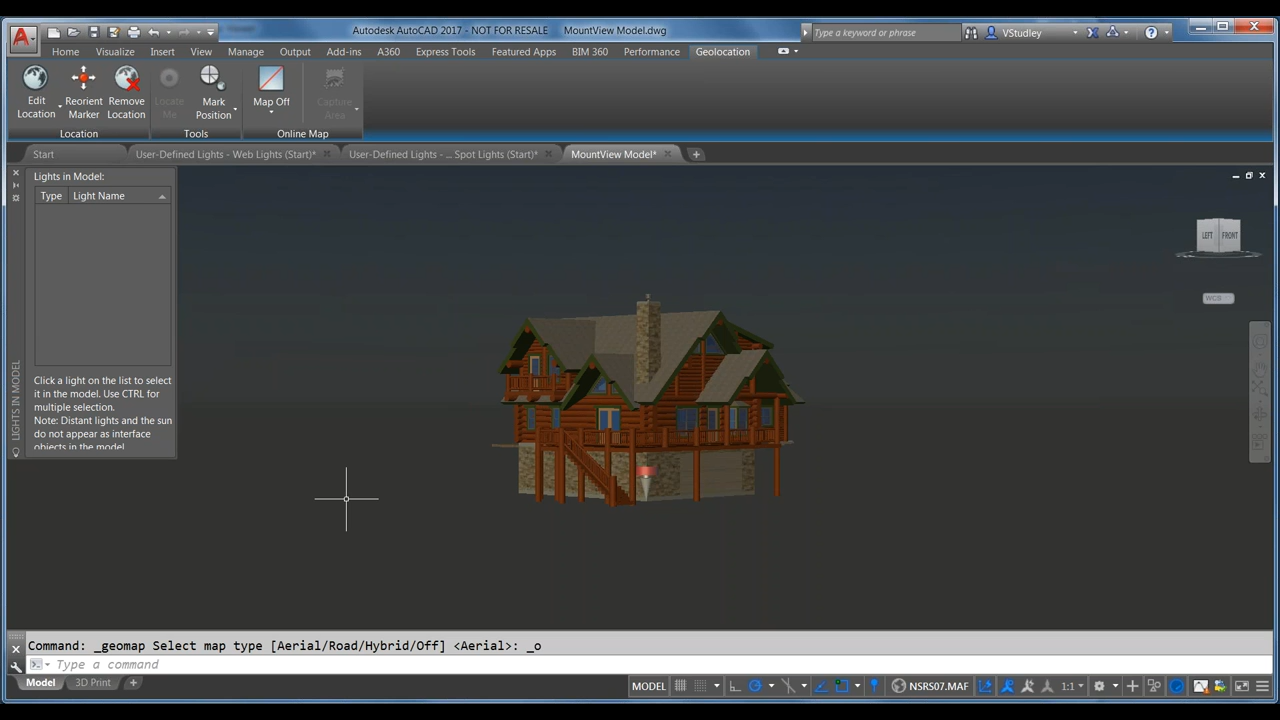 Autodesk AutoCAD 2017 - NOT FOR RESALE MountView Model.dwg
Type a keyword or phrase
VStudley
Home Visualize Insert View Manage Output Add-ins A360 Express Tools Featured Apps BIM 360 Performance Geolocation
Edit Location
Reorient Marker
Remove Location
Locate Me
Mark Position
Map Off
Capture Area
Location Tools Online Map
Start User-Defined Lights - Web Lights (Start)* User-Defined Lights - ... Spot Lights (Start)* MountView Model*
Lights in Model:
Type Light Name
Click a light on the list to select
it in the model. Use CTRL for
multiple selection.
Note: Distant lights and the sun
do not appear as interface
objects in the model.
LIGHTS IN MODEL
LEFT FRONT
WCS
Command: _geomap Select map type [Aerial/Road/Hybrid/Off] <Aerial>: _o
Type a command
Model 3D Print
MODEL NSRS07.MAF 1:1